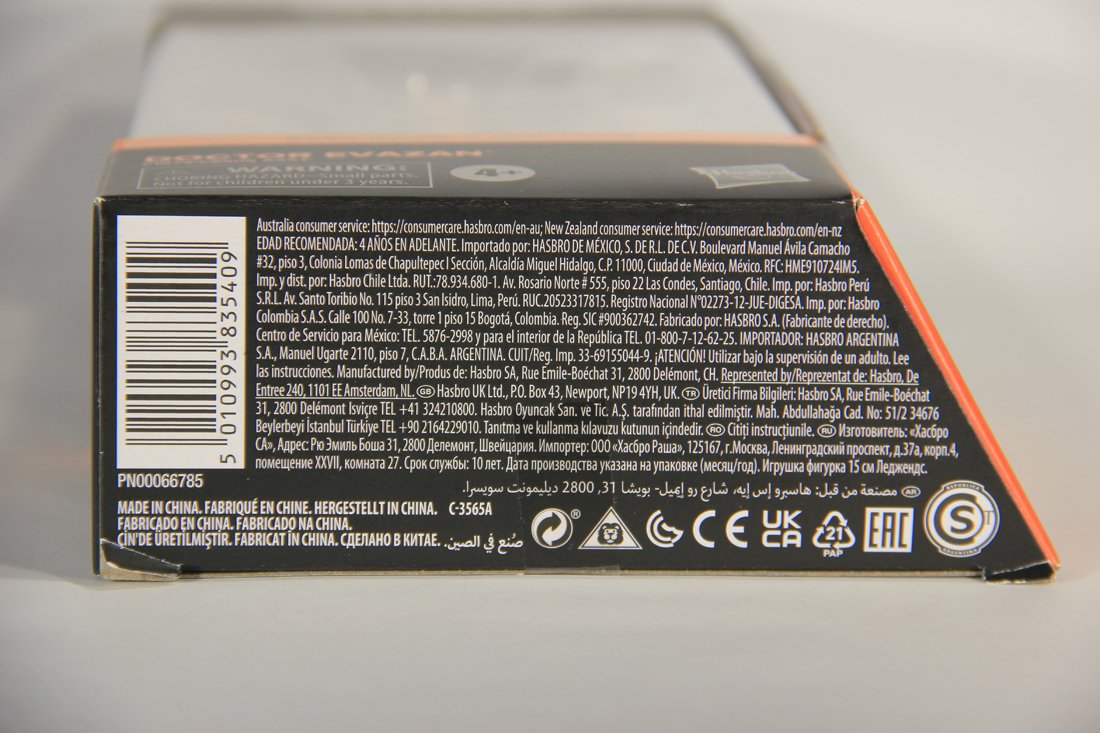 DOCTOR EVAZAN
WARNING:
CHOKING HAZARD–Small parts.
Not for children under 3 years.
4+
Hasbro
Australia consumer service: https://consumercare.hasbro.com/en-au; New Zealand consumer service: https://consumercare.hasbro.com/en-nz
EDAD RECOMENDADA: 4 AÑOS EN ADELANTE. Importado por: HASBRO DE MÉXICO, S. DE R.L. DE C.V. Boulevard Manuel Ávila Camacho
#32, piso 3, Colonia Lomas de Chapultepec I Sección, Alcaldía Miguel Hidalgo, C.P. 11000, Ciudad de México, México. RFC: HME910724IM5.
Imp. y dist. por: Hasbro Chile Ltda. RUT.:78.934.680-1. Av. Rosario Norte # 555, piso 22 Las Condes, Santiago, Chile. Imp. por: Hasbro Perú
S.R.L. Av. Santo Toribio No. 115 piso 3 San Isidro, Lima, Perú. RUC.20523317815. Registro Nacional N°02273-12-JUE-DIGESA. Imp. por: Hasbro
Colombia S.A.S. Calle 100 No. 7-33, torre 1 piso 15 Bogotá, Colombia. Reg. SIC #900362742. Fabricado por: HASBRO S.A. (Fabricante de derecho).
Centro de Servicio para México: TEL. 5876-2998 y para el interior de la República TEL. 01-800-7-12-62-25. IMPORTADOR: HASBRO ARGENTINA
S.A., Manuel Ugarte 2110, piso 7, C.A.B.A. ARGENTINA. CUIT/Reg. Imp. 33-69155044-9. ¡ATENCIÓN! Utilizar bajo la supervisión de un adulto. Lee
las instrucciones. Manufactured by/Produs de: Hasbro SA, Rue Emile-Boéchat 31, 2800 Delémont, CH. Represented by/Reprezentat de: Hasbro, De
Entree 240, 1101 EE Amsterdam, NL. GB Hasbro UK Ltd., P.O. Box 43, Newport, NP19 4YH, UK. TR Üretici Firma Bilgileri: Hasbro SA, Rue Emile-Boéchat
31, 2800 Delémont İsviçre TEL +41 324210800. Hasbro Oyuncak San. ve Tic. A.Ş. tarafından ithal edilmiştir. Mah. Abdullahağa Cad. No: 51/2 34676
Beylerbeyi İstanbul Türkiye TEL +90 2164229010. Tanıtma ve kullanma kılavuzu kutunun içindedir. RO Citiți instrucțiunile. RU Изготовитель: «Хасбро
СА», Адрес: Рю Эмиль Боша 31, 2800 Делемонт, Швейцария. Импортер: ООО «Хасбро Раша», 125167, г.Москва, Ленинградский проспект, д.37а, корп.4,
помещение XXVII, комната 27. Срок службы: 10 лет. Дата производства указана на упаковке (месяц/год). Игрушка фигурка 15 см Леджендс.
AR مصنعة من قبل: هاسبرو إس إيه، شارع رو إيميل- بويشا 31, 2800 ديليمونت سويسرا.
5 010993 835409
PN00066785
MADE IN CHINA. FABRIQUÉ EN CHINE. HERGESTELLT IN CHINA. C-3565A
FABRICADO EN CHINA. FABRICADO NA CHINA.
ÇİN'DE ÜRETİLMİŞTİR. FABRICAT ÎN CHINA. СДЕЛАНО В КИТАЕ. صُنع في الصين.
®
CE
UK
CA
21
PAP
EAC
REPUBLICA
S
T
ARGENTINA